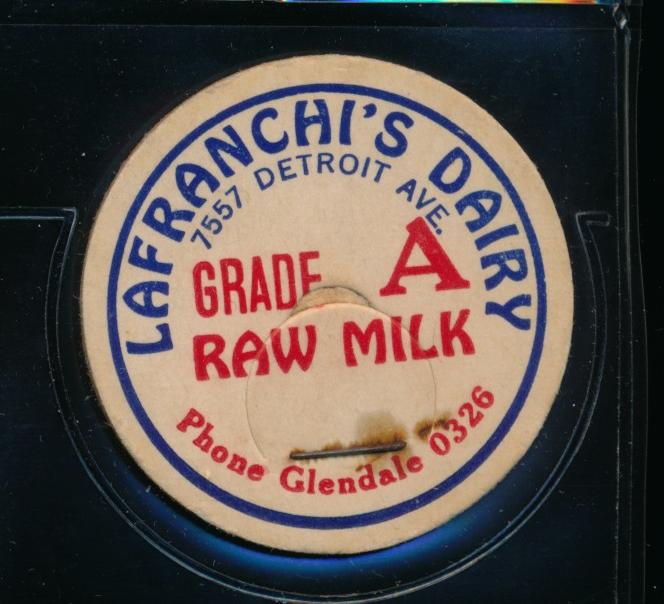 LAFRANCHI'S DAIRY
7557 DETROIT AVE.
GRADE A
RAW MILK
Phone Glendale 0326